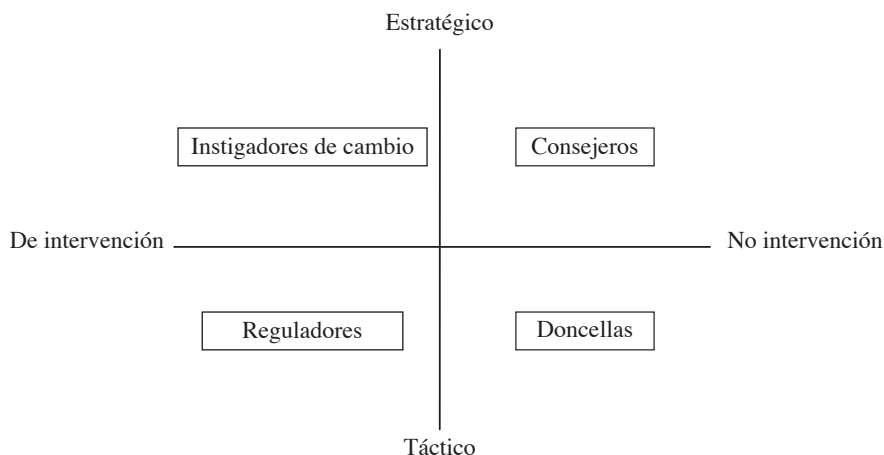 Estratégico
Instigadores de cambio
Consejeros
De intervención
No intervención
Reguladores
Doncellas
Táctico